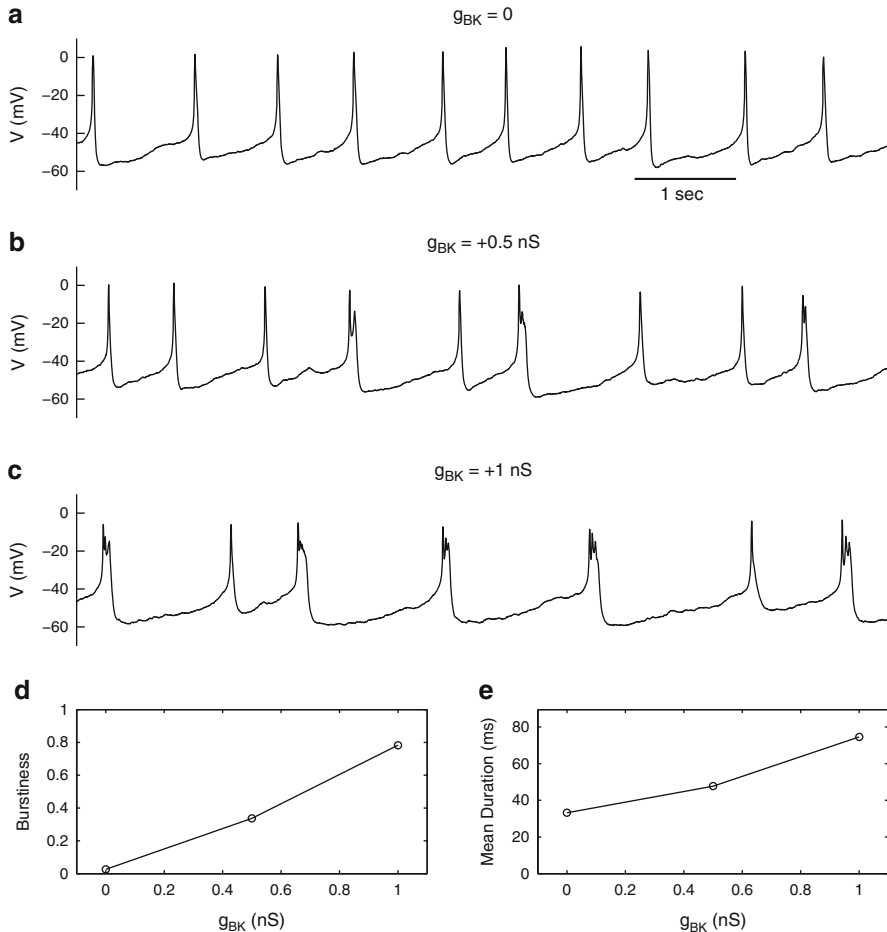 a
g_BK = 0
V (mV)
0
−20
−40
−60
1 sec
b
g_BK = +0.5 nS
V (mV)
0
−20
−40
−60
c
g_BK = +1 nS
V (mV)
0
−20
−40
−60
d
Burstiness
1
0.8
0.6
0.4
0.2
0
0 0.2 0.4 0.6 0.8 1
g_BK (nS)
e
Mean Duration (ms)
80
60
40
20
0
0 0.2 0.4 0.6 0.8 1
g_BK (nS)